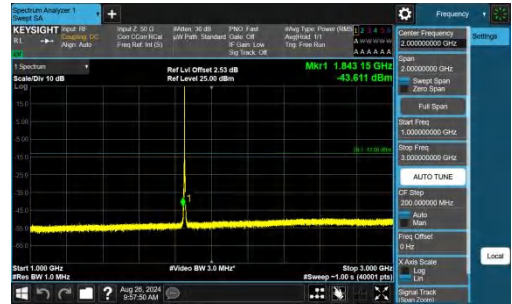 Spectrum Analyzer 1
Swept SA
Frequency
KEYSIGHT
Input: RF
Input Z: 50 Ω
#Atten: 30 dB
PNO: Fast
#Avg Type: Power (RMS
1 2 3 4 5 6
RL
Coupling: DC
Corr CCorr RCal
µW Path: Standard
Gate: Off
Avg|Hold: 1/1
A W W W W W
Align: Auto
Freq Ref: Int (S)
IF Gain: Low
Trig: Free Run
Sig Track: Off
A A A A A A
1 Spectrum
Ref Lvl Offset 2.53 dB
Mkr1 1.843 15 GHz
Scale/Div 10 dB
Ref Level 25.00 dBm
-43.611 dBm
Log
15.0
5.00
-5.00
-15.0
-25.0
-35.0
-45.0
-55.0
-65.0
1
Start 1.000 GHz
#Video BW 3.0 MHz*
Stop 3.000 GHz
#Res BW 1.0 MHz
#Sweep ~1.00 s (40001 pts)
Aug 26, 2024
9:57:50 AM
Center Frequency
2.000000000 GHz
Settings
Span
2.00000000 GHz
Swept Span
Zero Span
Full Span
Start Freq
1.000000000 GHz
Stop Freq
3.000000000 GHz
AUTO TUNE
CF Step
200.000000 MHz
Auto
Man
Freq Offset
0 Hz
X Axis Scale
Log
Lin
Local
Signal Track
(Span Zoom)